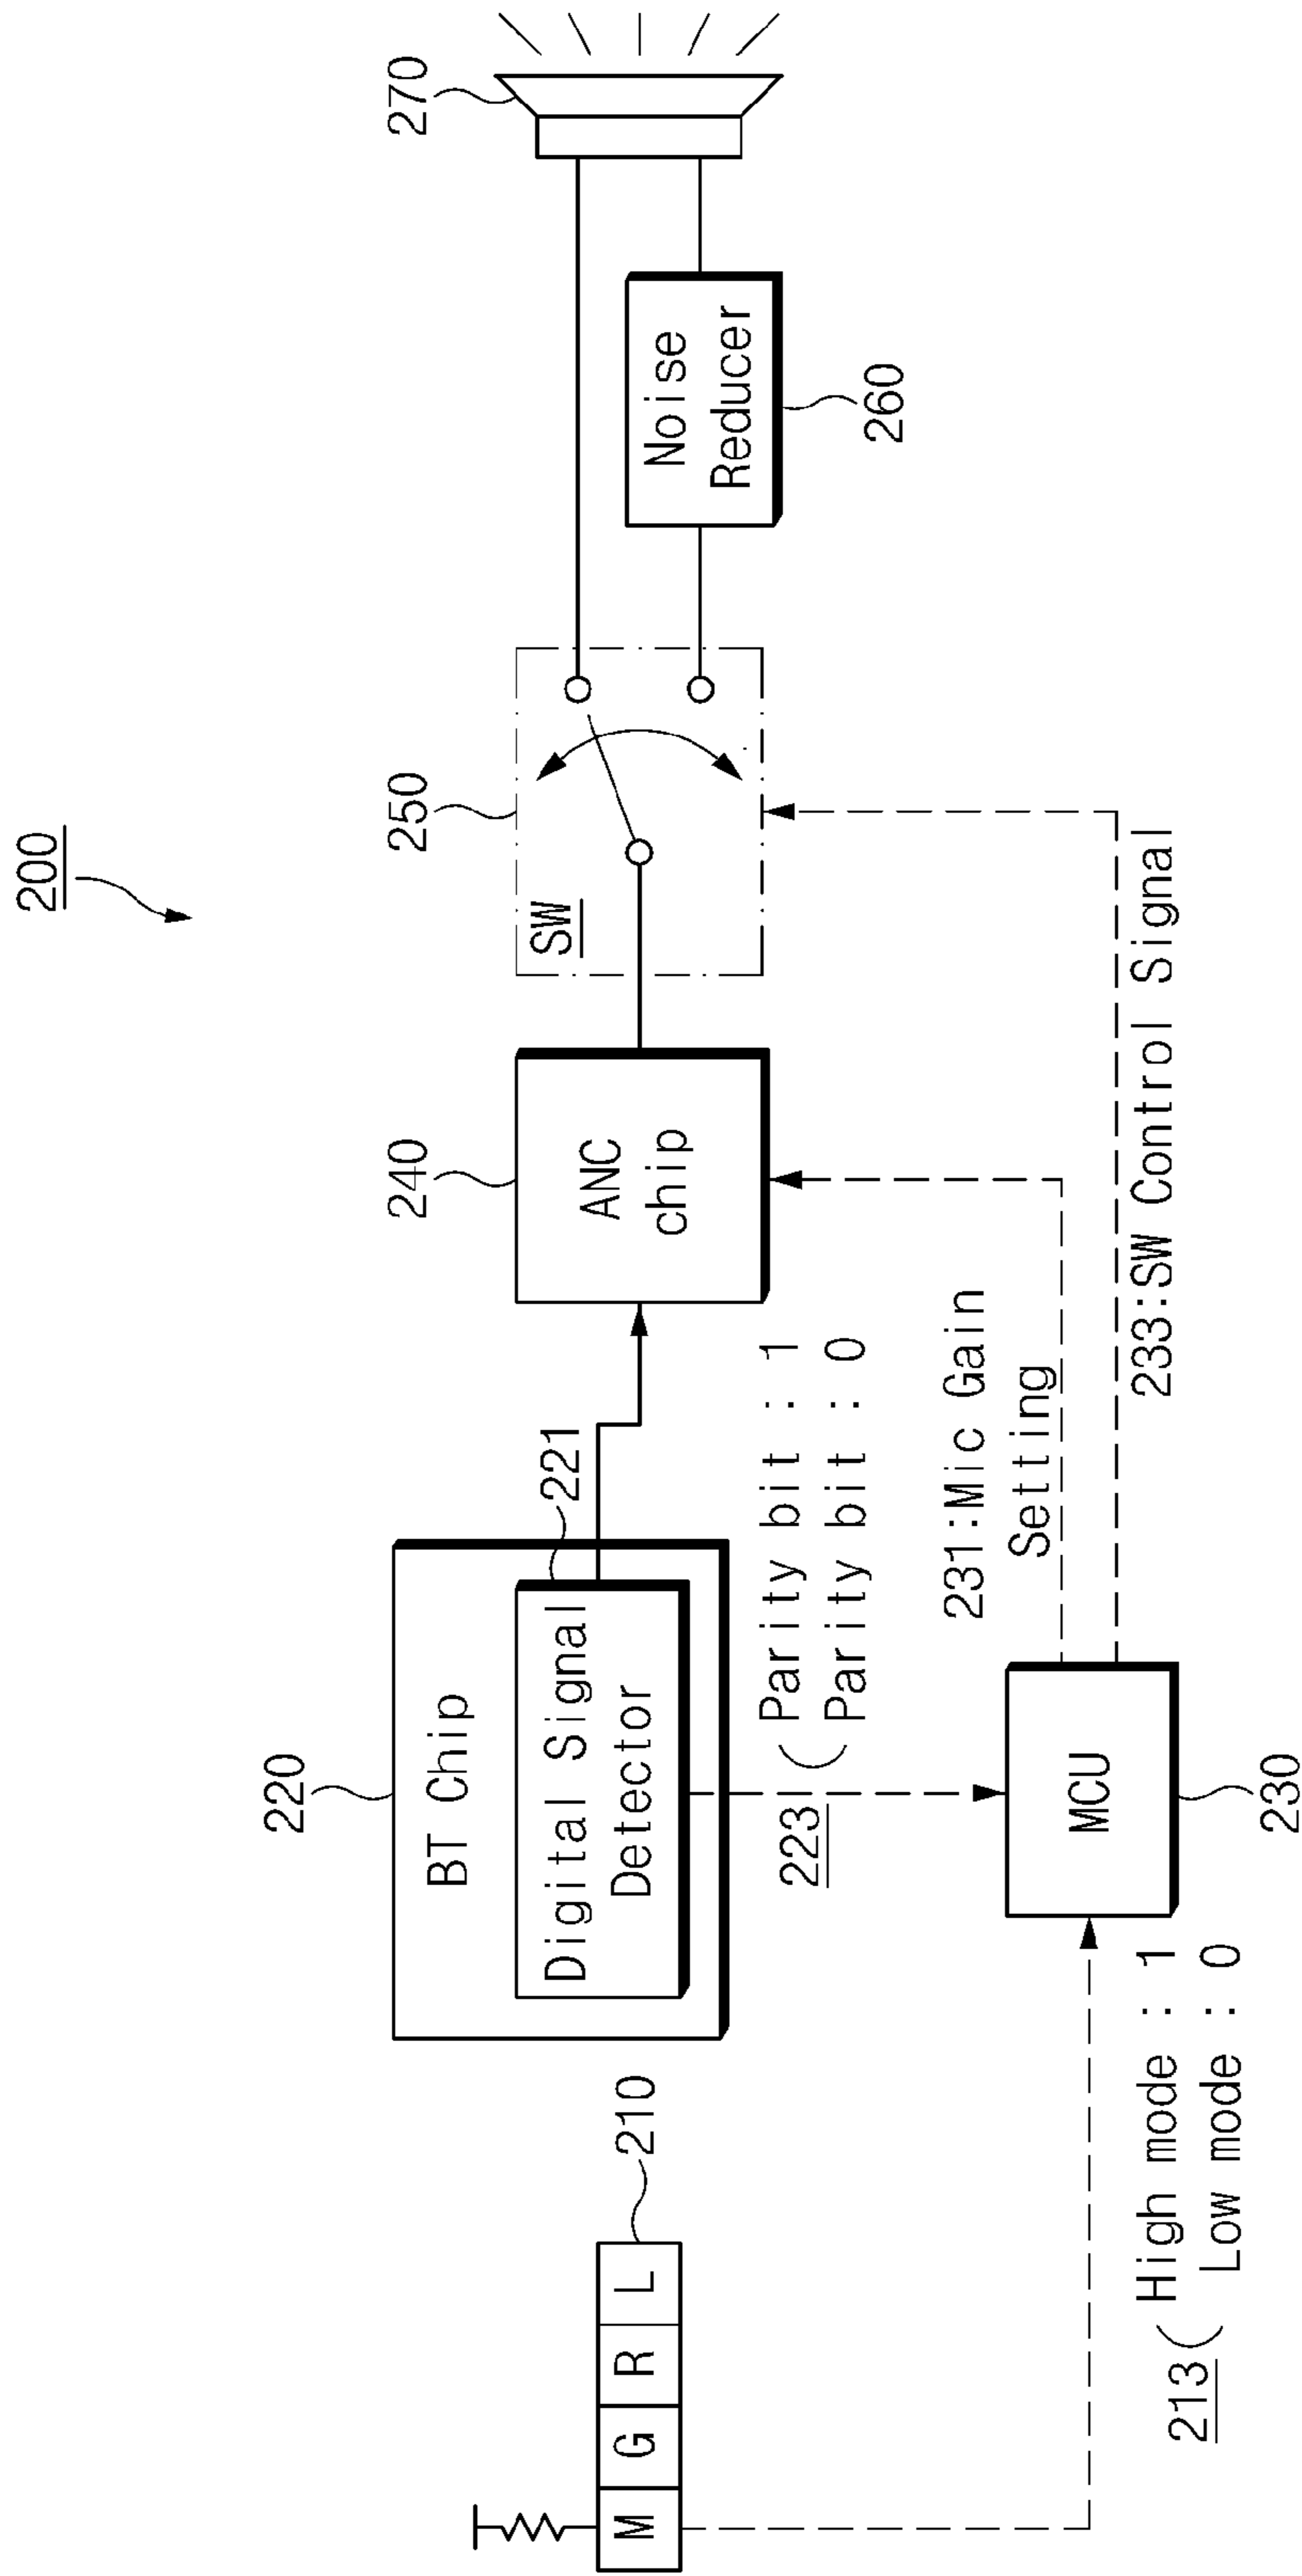 200
210
M G R L
213
High mode : 1
Low mode : 0
220
BT Chip
221
Digital Signal
Detector
223
Parity bit : 1
Parity bit : 0
MCU
230
231:Mic Gain
Setting
233:SW Control Signal
240
ANC
chip
250
SW
Noise
Reducer
260
270